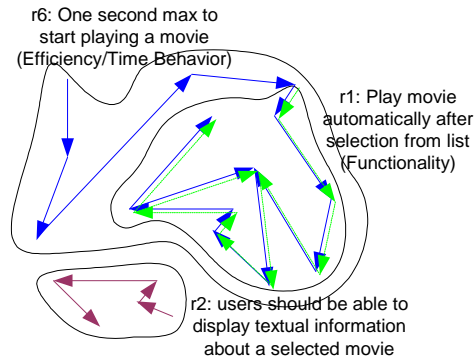 r6: One second max to
start playing a movie
(Efficiency/Time Behavior)
r1: Play movie
automatically after
selection from list
(Functionality)
r2: users should be able to
display textual information
about a selected movie